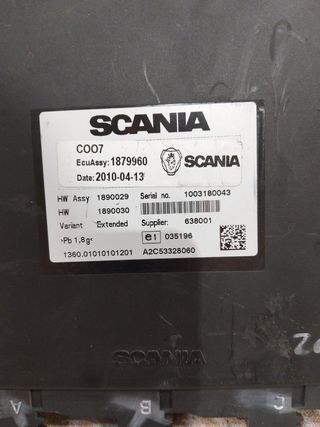 SCANIA
COO7
EcuAssy: 1879960
Date: 2010-04-13
SCANIA
HW Assy 1890029 Serial no. 1003180043
HW 1890030
Variant Extended Supplier: 638001
*Pb 1,8g* e1 035196
1360.01010101201 A2C53328060
SCANIA
A B C